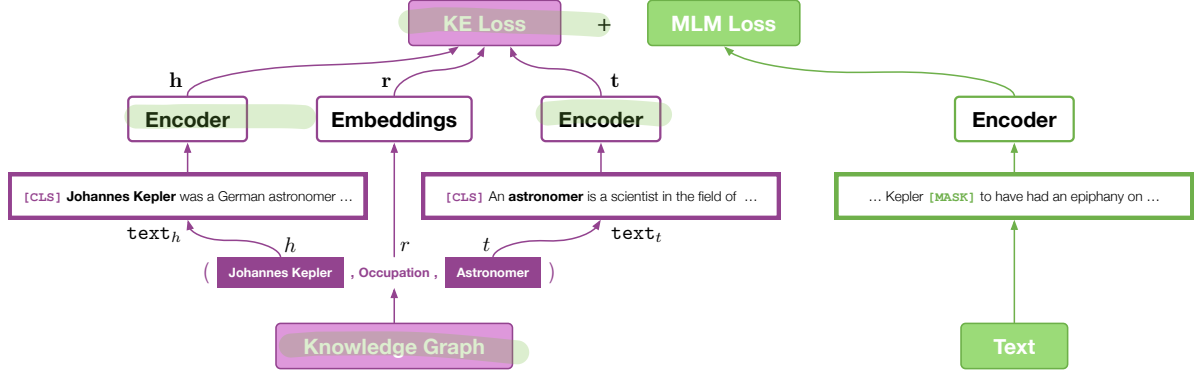 KE Loss + MLM Loss
h r t
Encoder Embeddings Encoder Encoder
[CLS] Johannes Kepler was a German astronomer ... [CLS] An astronomer is a scientist in the field of ... ... Kepler [MASK] to have had an epiphany on ...
text_h h r t text_t
( Johannes Kepler , Occupation , Astronomer )
Knowledge Graph Text